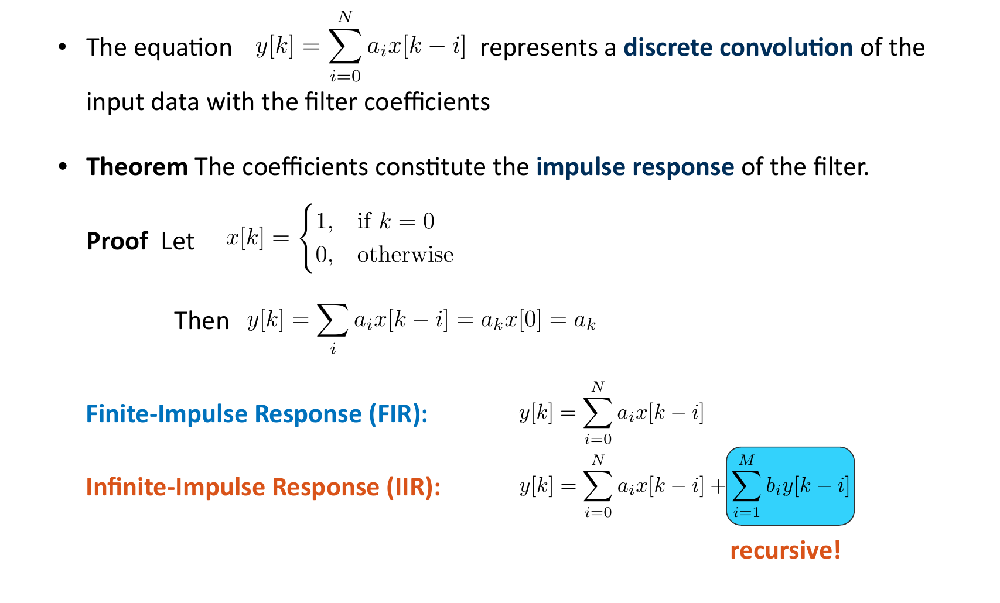 • The equation y[k] = \sum_{i=0}^{N} a_i x[k − i] represents a discrete convolution of the
input data with the filter coefficients
• Theorem The coefficients constitute the impulse response of the filter.
Proof Let x[k] = \begin{cases} 1, & \text{if } k = 0 \\ 0, & \text{otherwise} \end{cases}
Then y[k] = \sum_{i} a_i x[k − i] = a_k x[0] = a_k
Finite-Impulse Response (FIR): y[k] = \sum_{i=0}^{N} a_i x[k − i]
Infinite-Impulse Response (IIR): y[k] = \sum_{i=0}^{N} a_i x[k − i] + \sum_{i=1}^{M} b_i y[k − i]
recursive!